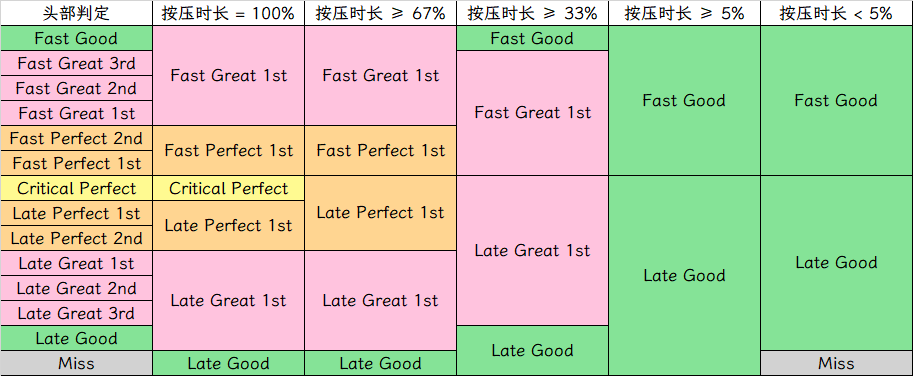 头部判定 按压时长 = 100% 按压时长 ≥ 67% 按压时长 ≥ 33% 按压时长 ≥ 5% 按压时长 < 5%
Fast Good Fast Good
Fast Great 3rd
Fast Great 1st Fast Great 1st
Fast Great 2nd Fast Good Fast Good
Fast Great 1st Fast Great 1st
Fast Perfect 2nd
Fast Perfect 1st Fast Perfect 1st
Fast Perfect 1st
Critical Perfect Critical Perfect
Late Perfect 1st Late Perfect 1st
Late Perfect 1st
Late Perfect 2nd
Late Great 1st Late Great 1st Late Good
Late Good
Late Great 2nd
Late Great 1st Late Great 1st
Late Great 3rd
Late Good
Late Good
Miss Late Good Late Good Miss